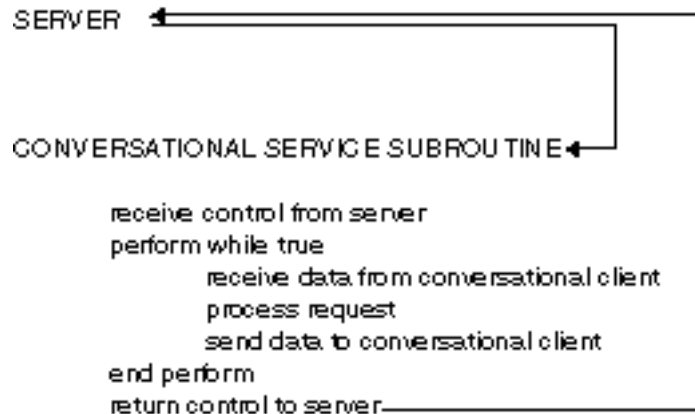 SERVER
CONVERSATIONAL SERVICE SUBROUTINE
receive control from server
perform while true
receive data from conversational client
process request
send data to conversational client
end perform
return control to server